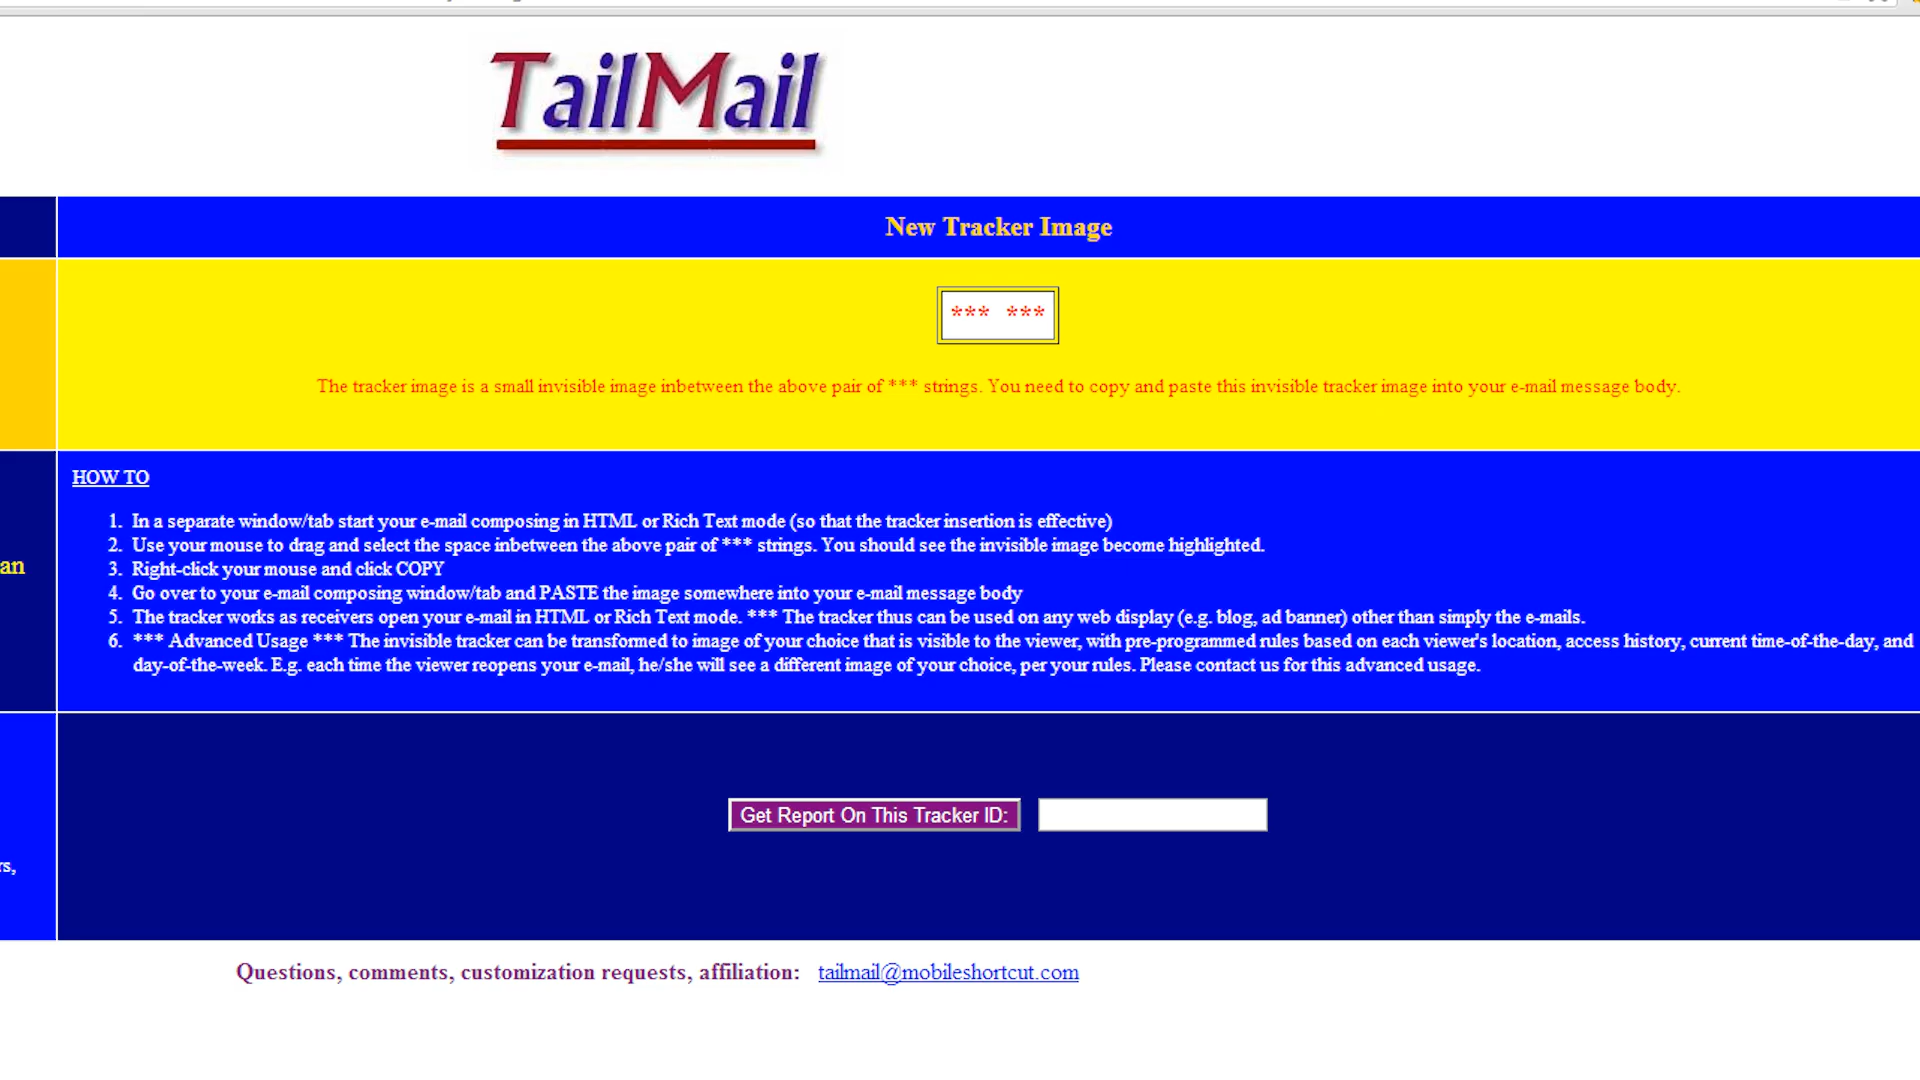 TailMail
New Tracker Image
*** ***
The tracker image is a small invisible image inbetween the above pair of *** strings. You need to copy and paste this invisible tracker image into your e-mail message body.
HOW TO
1. In a separate window/tab start your e-mail composing in HTML or Rich Text mode (so that the tracker insertion is effective)
2. Use your mouse to drag and select the space inbetween the above pair of *** strings. You should see the invisible image become highlighted.
an
3. Right-click your mouse and click COPY
4. Go over to your e-mail composing window/tab and PASTE the image somewhere into your e-mail message body
5. The tracker works as receivers open your e-mail in HTML or Rich Text mode. *** The tracker thus can be used on any web display (e.g. blog, ad banner) other than simply the e-mails.
6. *** Advanced Usage *** The invisible tracker can be transformed to image of your choice that is visible to the viewer, with pre-programmed rules based on each viewer's location, access history, current time-of-the-day, and
day-of-the-week. E.g. each time the viewer reopens your e-mail, he/she will see a different image of your choice, per your rules. Please contact us for this advanced usage.
Get Report On This Tracker ID:
rs,
Questions, comments, customization requests, affiliation: tailmail@mobileshortcut.com